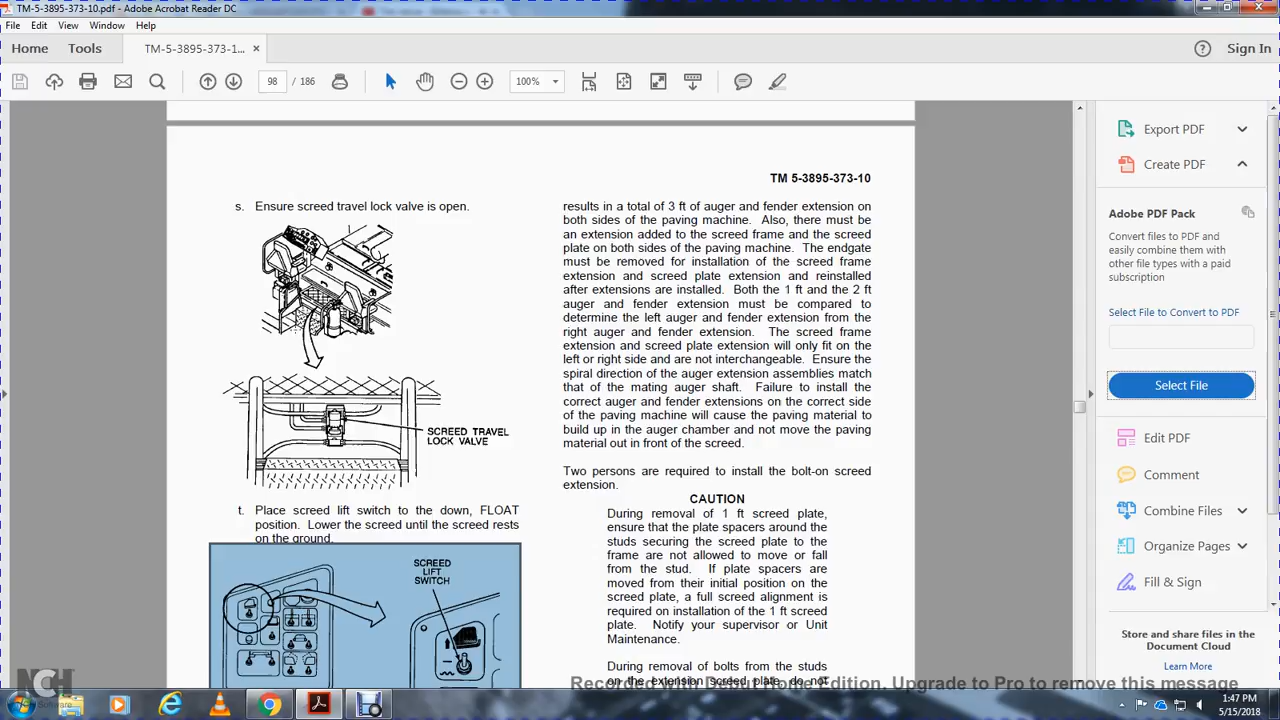 TM-5-3895-373-10.pdf - Adobe Acrobat Reader DC
File Edit View Window Help
Home Tools TM-5-3895-373-1... × Sign In
98 / 186 100%
TM 5-3895-373-10
s. Ensure screed travel lock valve is open.
SCREED TRAVEL
LOCK VALVE
t. Place screed lift switch to the down, FLOAT
position. Lower the screed until the screed rests
on the ground.
SCREED
LIFT
SWITCH
results in a total of 3 ft of auger and fender extension on
both sides of the paving machine. Also, there must be
an extension added to the screed frame and the screed
plate on both sides of the paving machine. The endgate
must be removed for installation of the screed frame
extension and screed plate extension and reinstalled
after extensions are installed. Both the 1 ft and the 2 ft
auger and fender extension must be compared to
determine the left auger and fender extension from the
right auger and fender extension. The screed frame
extension and screed plate extension will only fit on the
left or right side and are not interchangeable. Ensure the
spiral direction of the auger extension assemblies match
that of the mating auger shaft. Failure to install the
correct auger and fender extensions on the correct side
of the paving machine will cause the paving material to
build up in the auger chamber and not move the paving
material out in front of the screed.
Two persons are required to install the bolt-on screed
extension.
CAUTION
During removal of 1 ft screed plate,
ensure that the plate spacers around the
studs securing the screed plate to the
frame are not allowed to move or fall
from the stud. If plate spacers are
moved from their initial position on the
screed plate, a full screed alignment is
required on installation of the 1 ft screed
plate. Notify your supervisor or Unit
Maintenance.
During removal of bolts from the studs
on the extension screed plate, do not
Export PDF
Create PDF
Adobe PDF Pack
Convert files to PDF and
easily combine them with
other file types with a paid
subscription
Select File to Convert to PDF
Select File
Edit PDF
Comment
Combine Files
Organize Pages
Fill & Sign
Store and share files in the
Document Cloud
Learn More
Home Edition. Upgrade to Pro to remove this message
NCH
Software
1:47 PM
5/15/2018